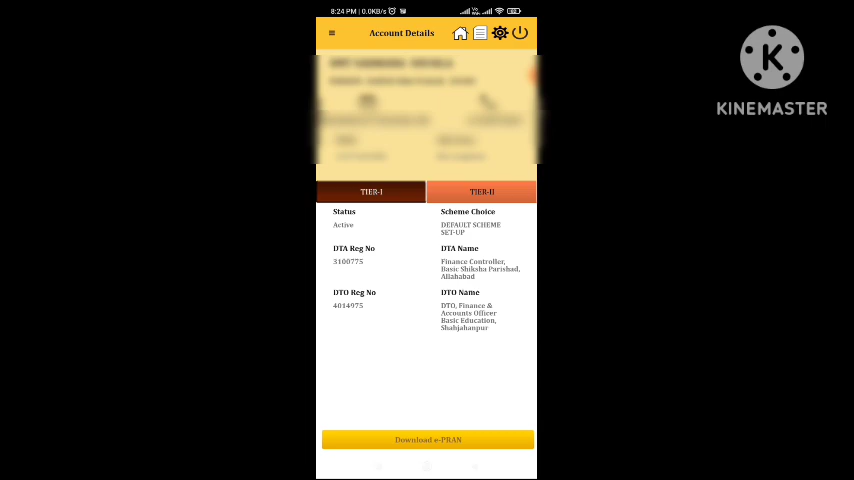 8:24 PM | 0.0KB/s
Account Details
TIER-I
TIER-II
Status
Scheme Choice
Active
DEFAULT SCHEME
SET-UP
DTA Reg No
DTA Name
3100775
Finance Controller,
Basic Shiksha Parishad,
Allahabad
DTO Reg No
DTO Name
4014975
DTO, Finance &
Accounts Officer
Basic Education,
Shahjahanpur
Download e-PRAN
K
KINEMASTER